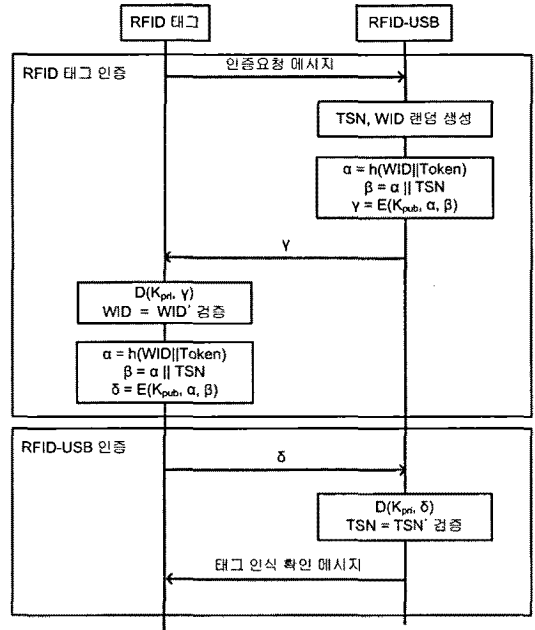 RFID 태그
RFID-USB
RFID 태그 인증
인증요청 메시지
TSN, WID 랜덤 생성
α = h(WID||Token)
β = α || TSN
γ = E(Kpub, α, β)
γ
D(Kpri, γ)
WID = WID' 검증
α = h(WID||Token)
β = α || TSN
δ = E(Kpub, α, β)
RFID-USB 인증
δ
D(Kpri, δ)
TSN = TSN' 검증
태그 인식 확인 메시지